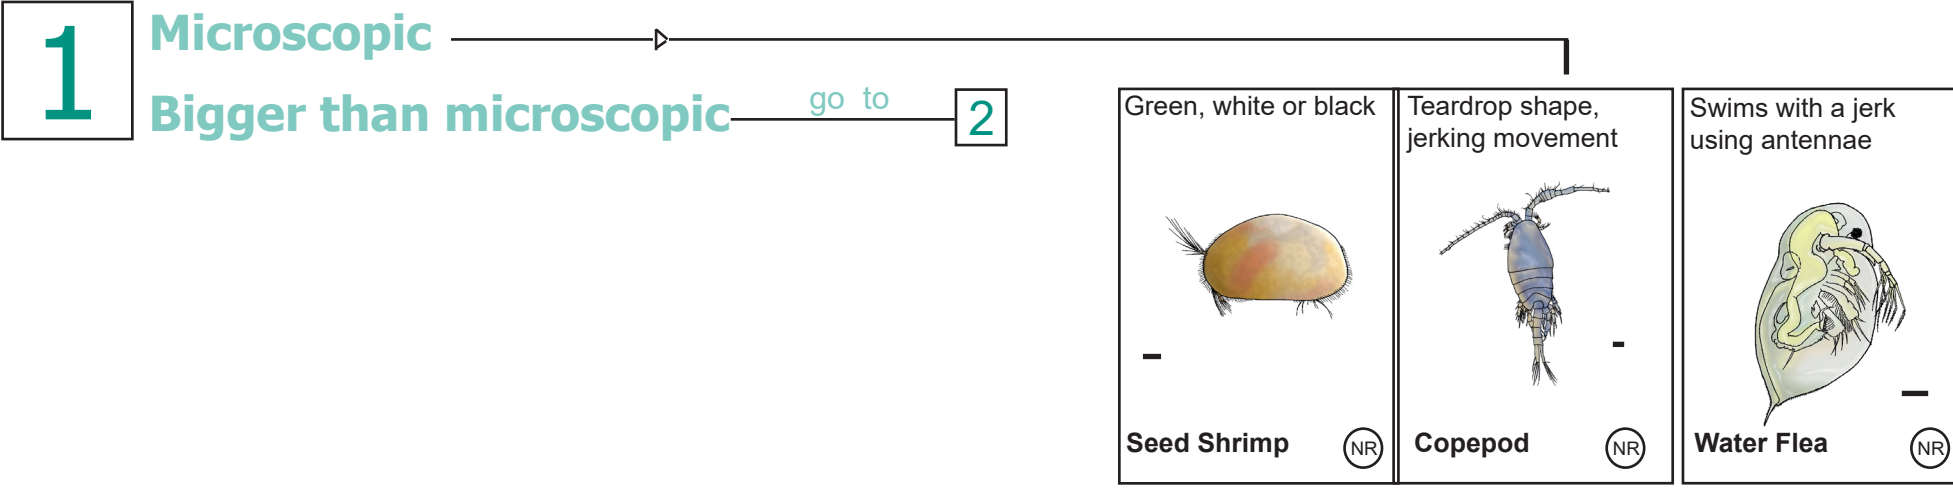 1
Microscopic
Bigger than microscopic
go to
2
Green, white or black
Seed Shrimp
NR
Teardrop shape,
jerking movement
Copepod
NR
Swims with a jerk
using antennae
Water Flea
NR